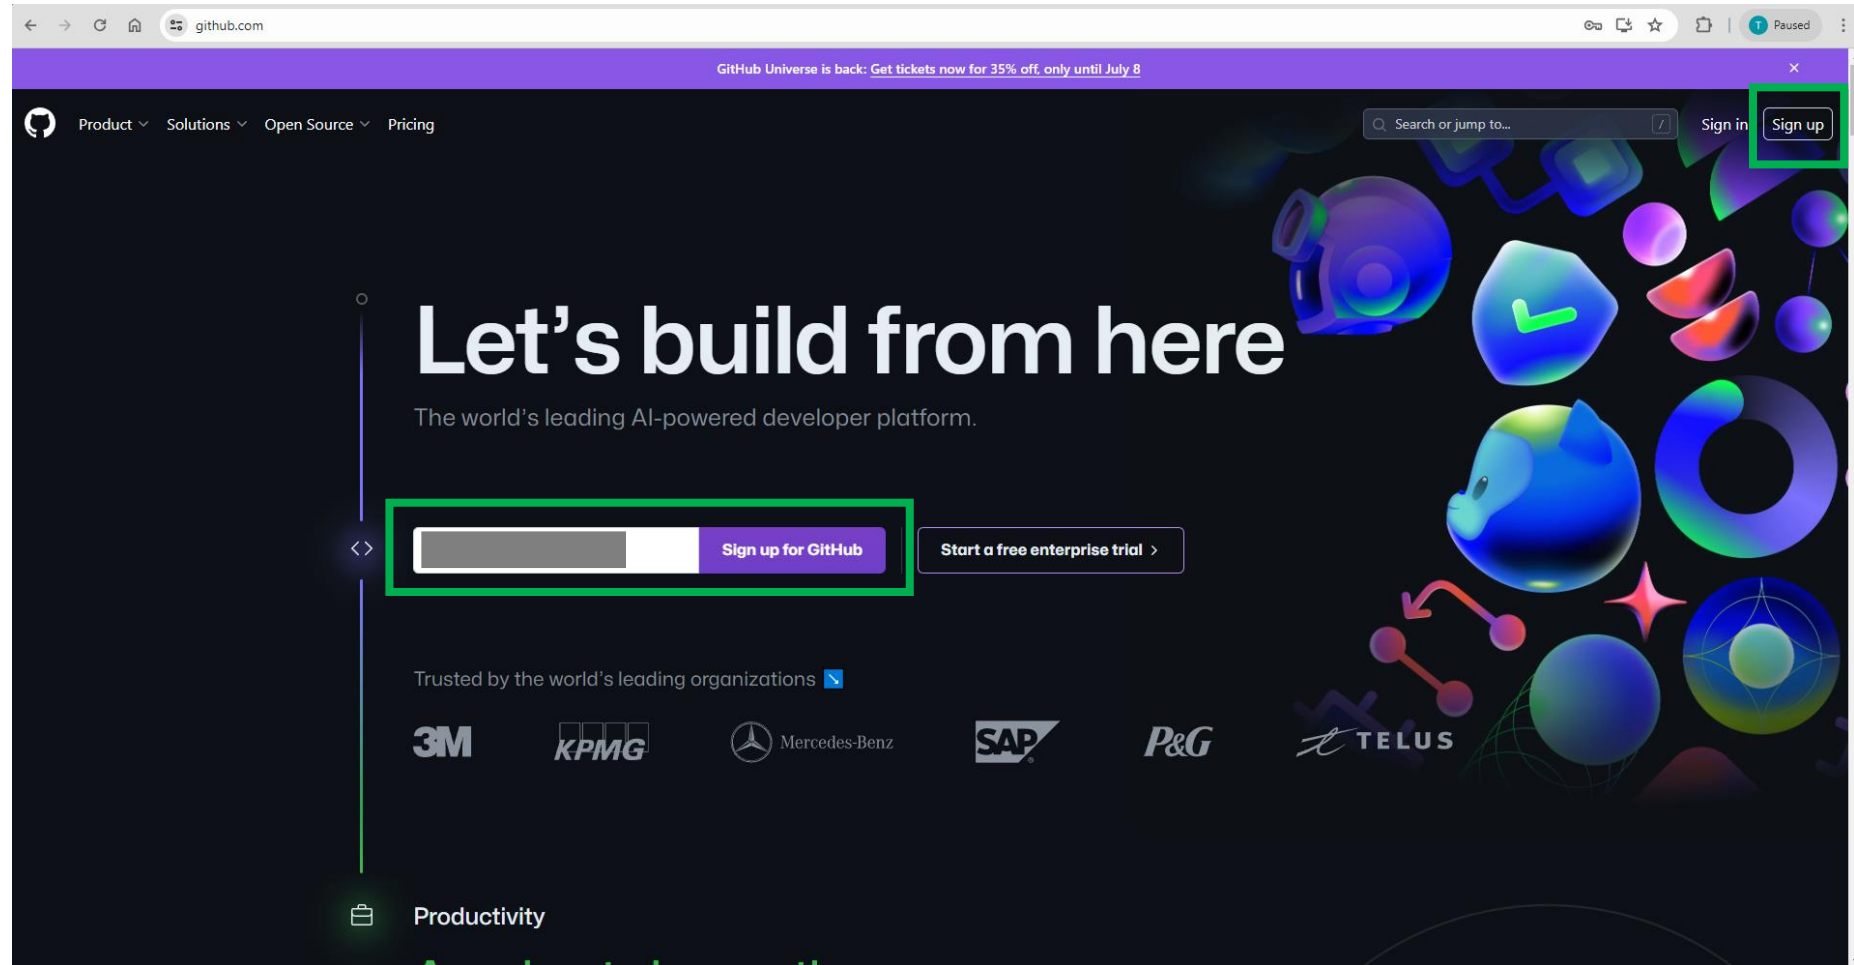 github.com
T Paused
GitHub Universe is back: Get tickets now for 35% off, only until July 8
Product Solutions Open Source Pricing
Search or jump to... /
Sign in
Sign up
Let’s build from here
The world’s leading AI-powered developer platform.
Sign up for GitHub
Start a free enterprise trial
Trusted by the world’s leading organizations
3M KPMG Mercedes-Benz SAP P&G TELUS
Productivity